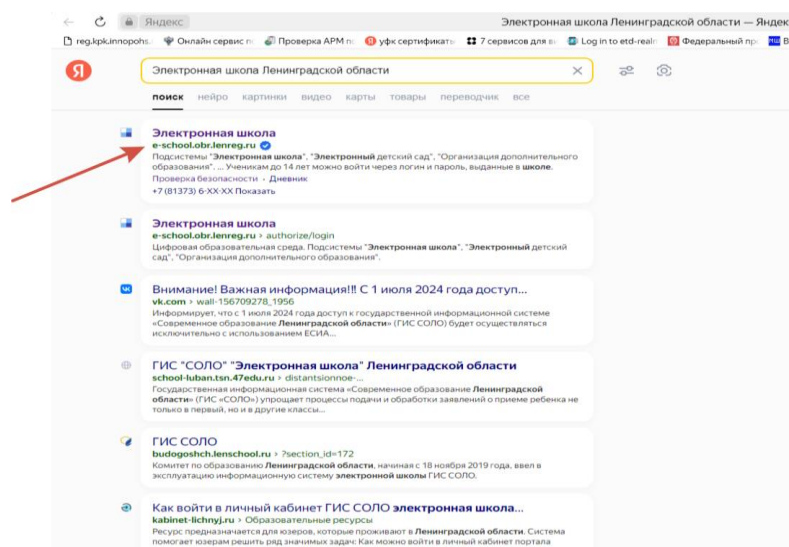 Яндекс
Электронная школа Ленинградской области — Яндек
reg.kpk.innopohs.
Онлайн сервис п
Проверка АРМ п
уфк сертификаты
7 сервисов для в
Log in to etd-realm
Федеральный пр
В
Я
Электронная школа Ленинградской области
поиск нейро картинки видео карты товары переводчик все
Электронная школа
e-school.obr.lenreg.ru
Подсистемы "Электронная школа", "Электронный детский сад", "Организация дополнительного
образования". ... Ученикам до 14 лет можно войти через логин и пароль, выданные в школе.
Проверка безопасности · Дневник
+7 (81373) 6-XX-XX Показать
Электронная школа
e-school.obr.lenreg.ru › authorize/login
Цифровая образовательная среда. Подсистемы "Электронная школа", "Электронный детский
сад", "Организация дополнительного образования".
Внимание! Важная информация!!! С 1 июля 2024 года доступ...
vk.com › wall-156709278_1956
Информирует, что с 1 июля 2024 года доступ к государственной информационной системе
«Современное образование Ленинградской области» (ГИС СОЛО) будет осуществляться
исключительно с использованием ЕСИА...
ГИС "СОЛО" "Электронная школа" Ленинградской области
school-luban.tsn.47edu.ru › distantsionnoe-...
Государственная информационная система «Современное образование Ленинградской
области» (ГИС «СОЛО») упрощает процессы подачи и обработки заявлений о приеме ребенка не
только в первый, но и в другие классы...
ГИС СОЛО
budogoshch.lenschool.ru › ?section_id=172
Комитет по образованию Ленинградской области, начиная с 18 ноября 2019 года, ввел в
эксплуатацию информационную систему электронной школы ГИС СОЛО.
Как войти в личный кабинет ГИС СОЛО электронная школа...
kabinet-lichnyj.ru › Образовательные ресурсы
Ресурс предназначается для юзеров, которые проживают в Ленинградской области. Система
помогает юзерам решить ряд значимых задач: Как можно войти в личный кабинет портала